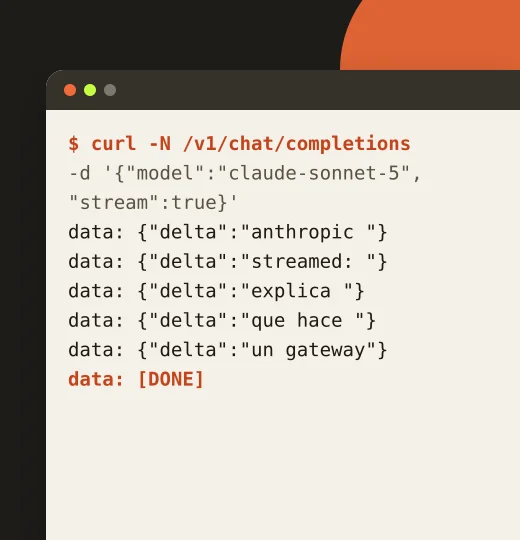 $ curl -N /v1/chat/completions
-d '{"model":"claude-sonnet-5",
"stream":true}'
data: {"delta":"anthropic "}
data: {"delta":"streamed: "}
data: {"delta":"explica "}
data: {"delta":"que hace "}
data: {"delta":"un gateway"}
data: [DONE]